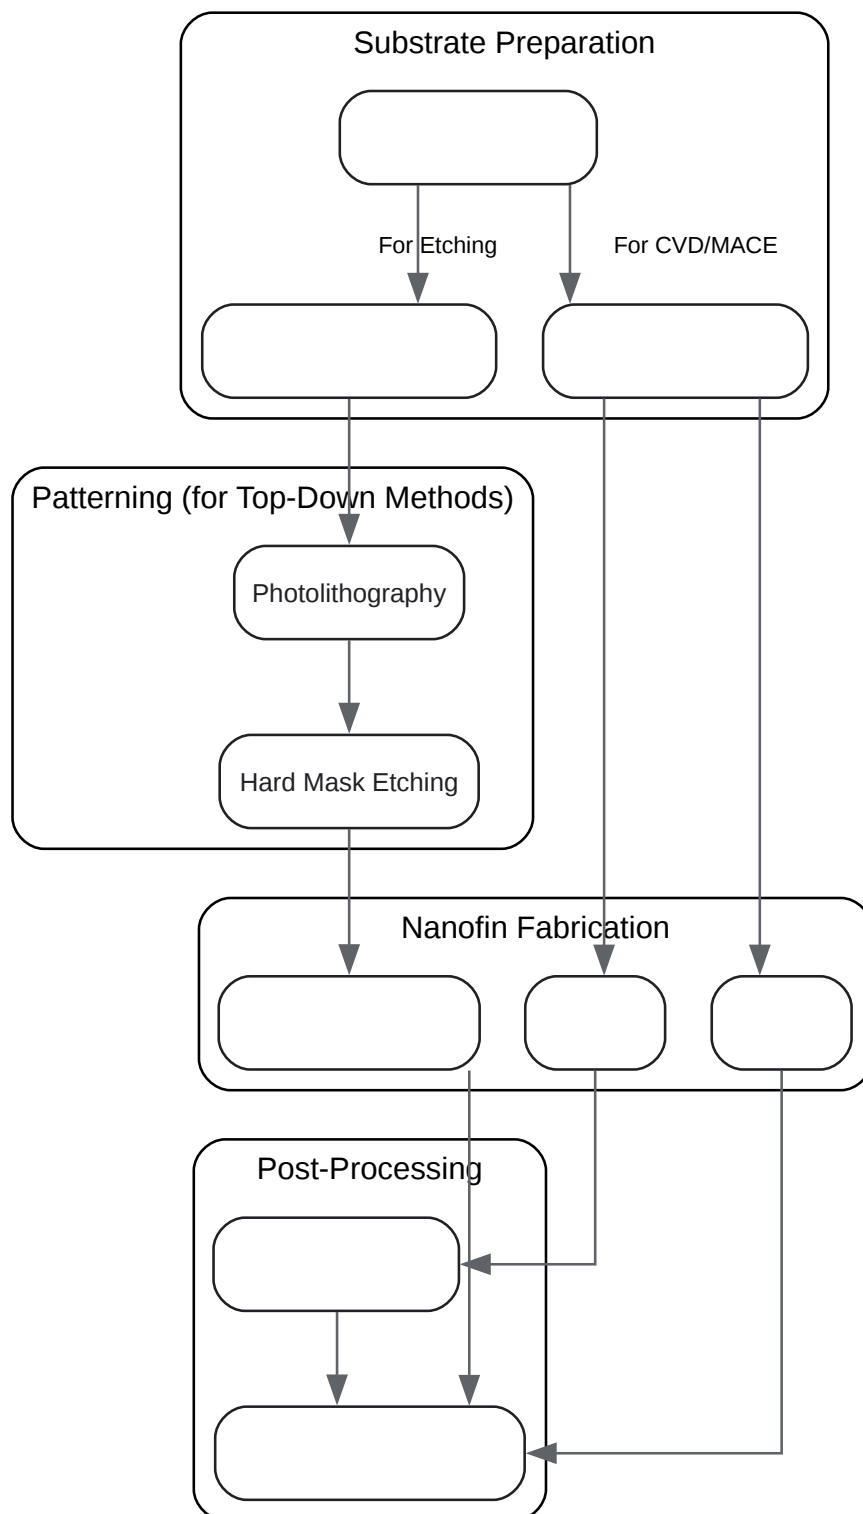 Substrate Preparation
For Etching
For CVD/MACE
Patterning (for Top-Down Methods)
Photolithography
Hard Mask Etching
Nanofin Fabrication
Post-Processing